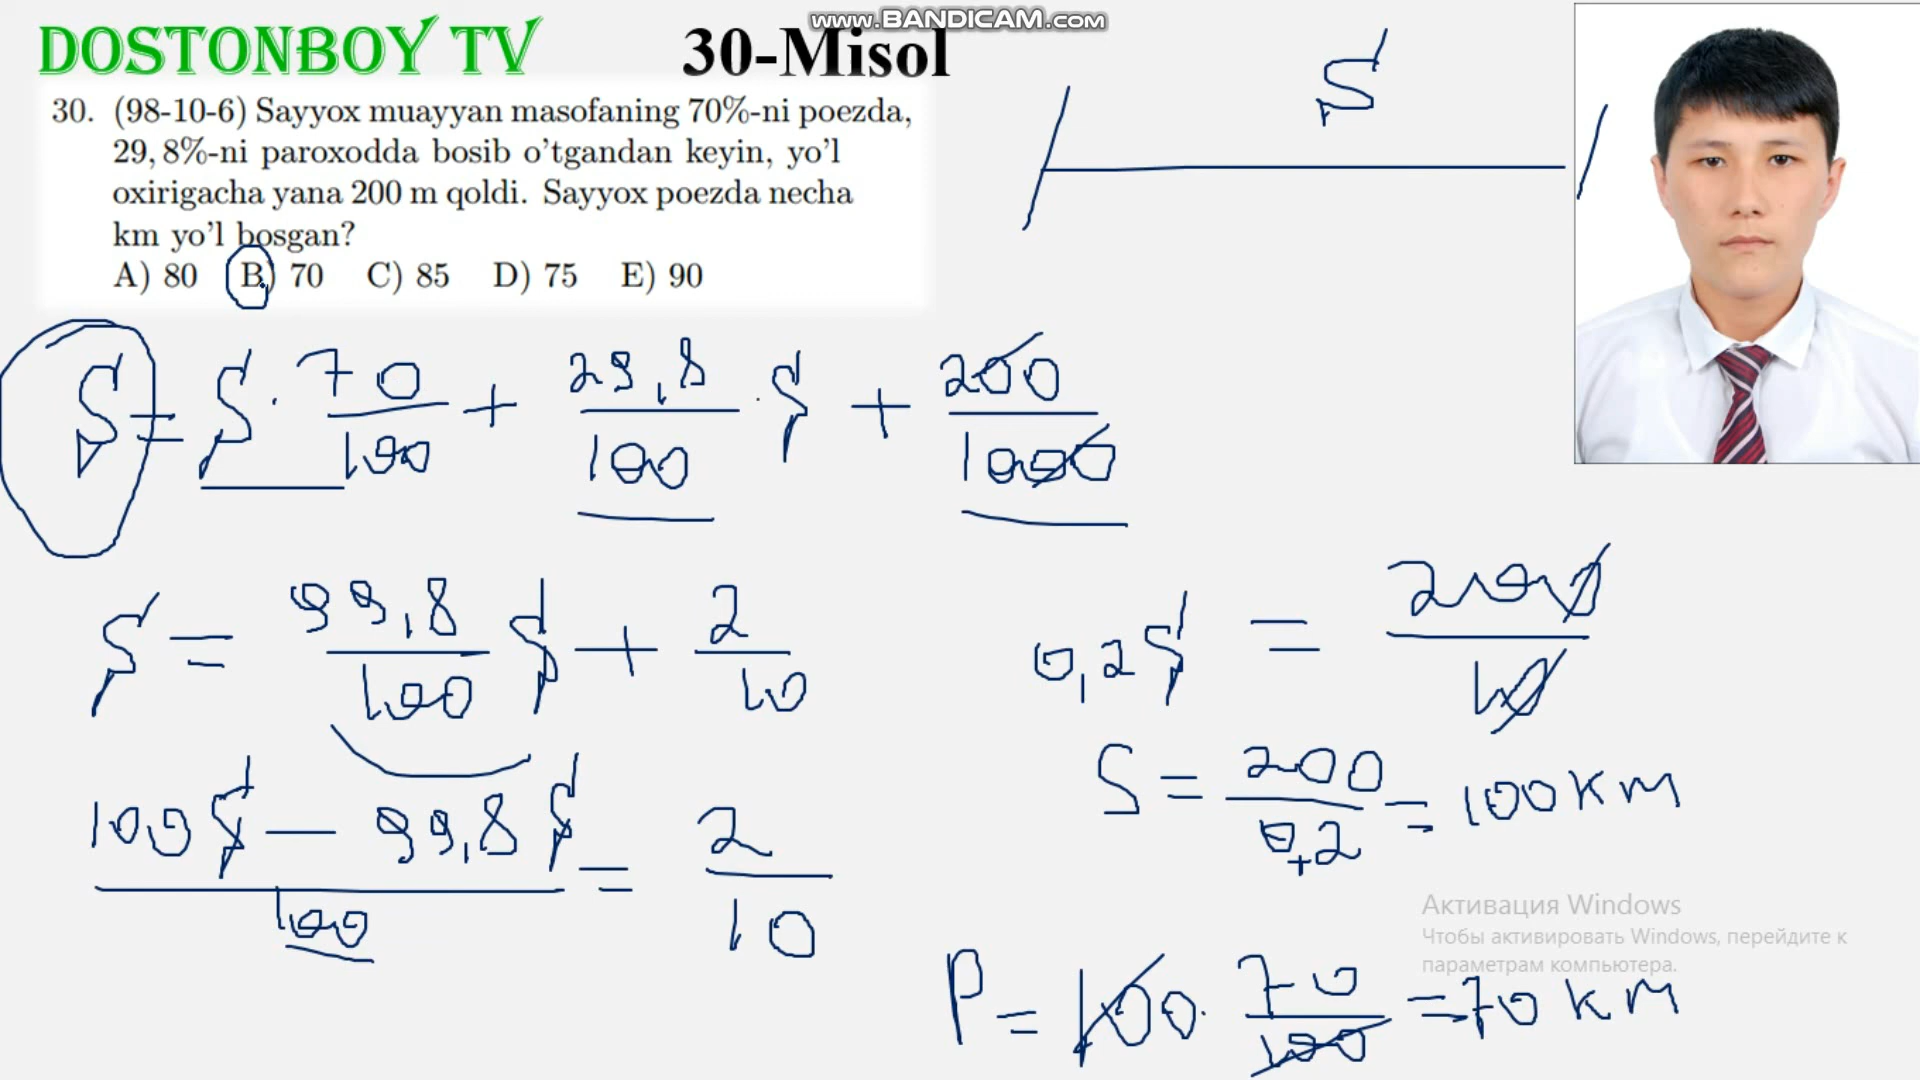 www.BANDICAM.com
DOSTONBOY TV
30-Misol
30. (98-10-6) Sayyox muayyan masofaning 70%-ni poezda,
29, 8%-ni paroxodda bosib o'tgandan keyin, yo'l
oxirigacha yana 200 m qoldi. Sayyox poezda necha
km yo'l bosgan?
A) 80 B) 70 C) 85 D) 75 E) 90
S
S = S · 70/100 + 29,8/100 · S + 200/1000
S = 99,8/100 S + 2/10
100S — 99,8S / 100 = 2/10
0,2S = 200/10
S = 200/0,2 = 100 км
P = 100 · 70/100 = 70 км
Активация Windows
Чтобы активировать Windows, перейдите к
параметрам компьютера.